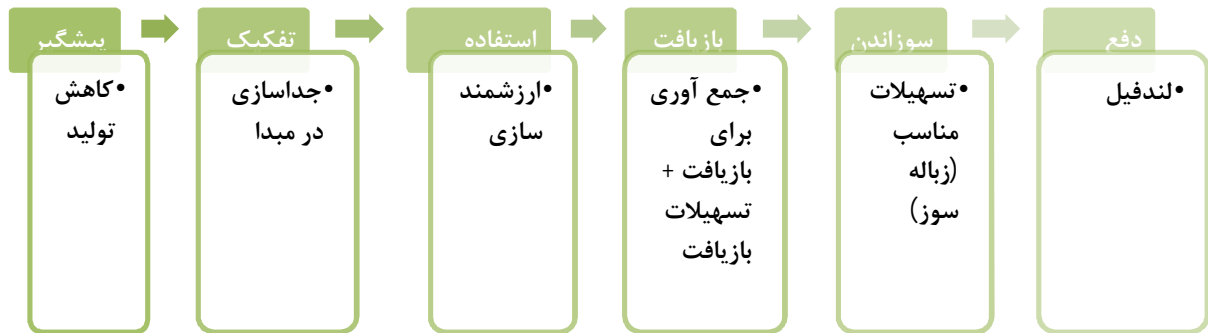 پیشگیر
•کاهش
تولید
تفکیک
•جداسازی
در مبدا
استفاده
•ارزشمند
سازی
بازیافت
•جمع آوری
برای
بازیافت +
تسهیلات
بازیافت
سوزاندن
•تسهیلات
مناسب
(زباله
سوز)
دفع
•لندفیل